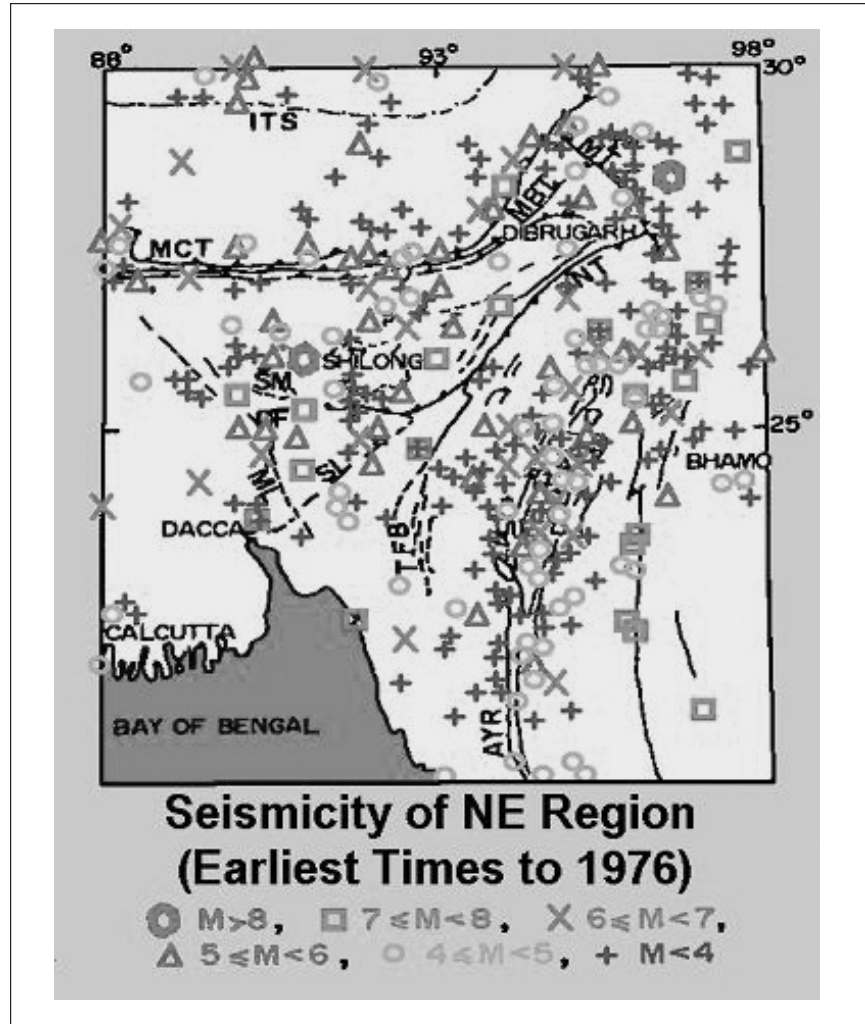 88° 93° 98°
30°
ITS
MT
MBT
DIBRUGARH
MCT
NT
SHILONG
SM
DF
25°
BHAMO
ML
SL
DACCA
TFB
CALCUTTA
BAY OF BENGAL
AYR
Seismicity of NE Region
(Earliest Times to 1976)
M>8, 7≤M<8, 6≤M<7,
5≤M<6, 4≤M<5, M<4